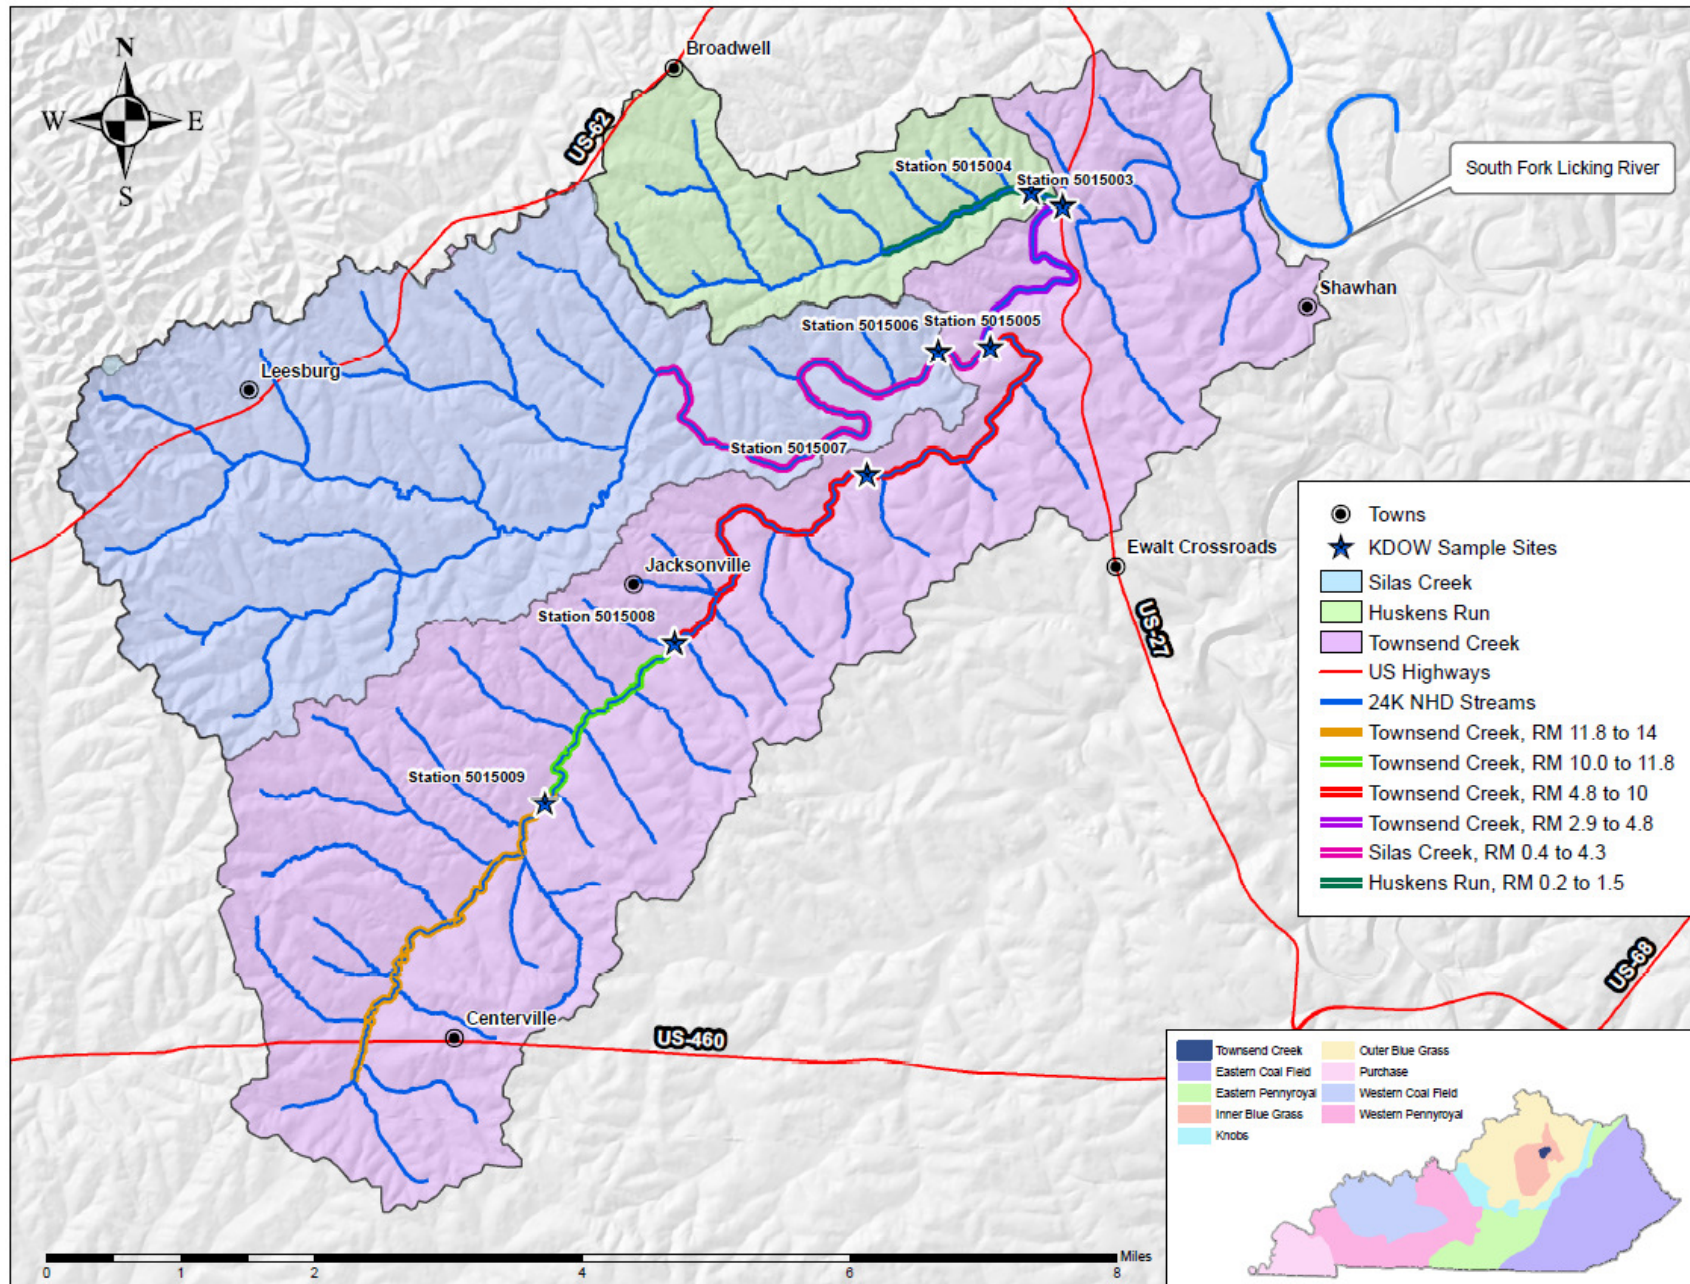 N
W
E
S
Broadwell
US-62
Station 5015004
Station 5015003
South Fork Licking River
Shawhan
Station 5015006
Station 5015005
Leesburg
Station 5015007
Ewalt Crossroads
Jacksonville
Station 5015008
US-27
Station 5015009
Centerville
US-460
US-68
Towns
KDOW Sample Sites
Silas Creek
Huskens Run
Townsend Creek
US Highways
24K NHD Streams
Townsend Creek, RM 11.8 to 14
Townsend Creek, RM 10.0 to 11.8
Townsend Creek, RM 4.8 to 10
Townsend Creek, RM 2.9 to 4.8
Silas Creek, RM 0.4 to 4.3
Huskens Run, RM 0.2 to 1.5
Townsend Creek
Eastern Coal Field
Eastern Pennyroyal
Inner Blue Grass
Knobs
Outer Blue Grass
Purchase
Western Coal Field
Western Pennyroyal
Miles
0 1 2 4 6 8